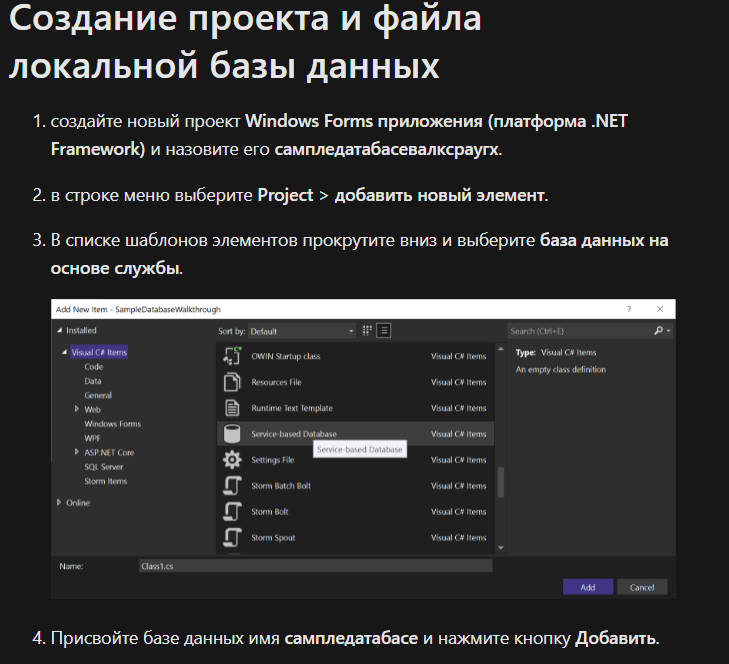 Создание проекта и файла
локальной базы данных
1. создайте новый проект Windows Forms приложения (платформа .NET
Framework) и назовите его сампледатабасевалксраугх.
2. в строке меню выберите Project > добавить новый элемент.
3. В списке шаблонов элементов прокрутите вниз и выберите база данных на
основе службы.
Add New Item - SampleDatabaseWalkthrough ? ×
Installed
Sort by: Default
Search (Ctrl+E)
Visual C# Items
Code
Data
General
Web
Windows Forms
WPF
ASP.NET Core
SQL Server
Storm Items
Online
OWIN Startup class Visual C# Items
Resources File Visual C# Items
Runtime Text Template Visual C# Items
Service-based Database Visual C# Items
Service-based Database
Settings File Visual C# Items
Storm Batch Bolt Visual C# Items
Storm Bolt Visual C# Items
Storm Spout Visual C# Items
Type: Visual C# Items
An empty class definition
Name: Class1.cs
Add Cancel
4. Присвойте базе данных имя сампледатабасе и нажмите кнопку Добавить.